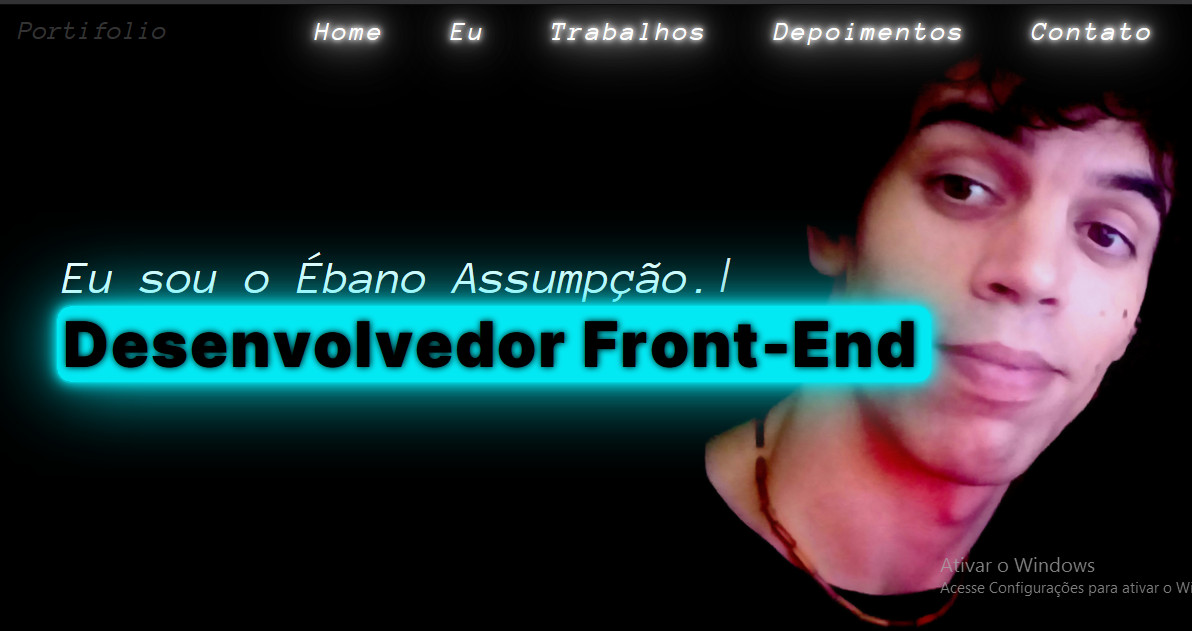 Portifolio Home Eu Trabalhos Depoimentos Contato
Eu sou o Ébano Assumpção.|
Desenvolvedor Front-End
Ativar o Windows
Acesse Configurações para ativar o Wi